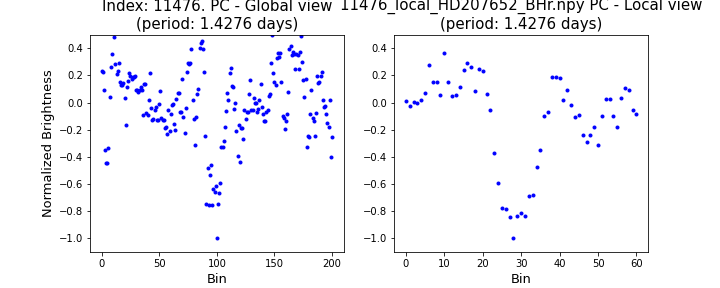 Index: 11476. PC - Global view
(period: 1.4276 days)
11476_local_HD207652_BHr.npy PC - Local view
(period: 1.4276 days)
Normalized Brightness
0.4
0.2
0.0
−0.2
−0.4
−0.6
−0.8
−1.0
0 50 100 150 200
Bin
0.4
0.2
0.0
−0.2
−0.4
−0.6
−0.8
−1.0
0 10 20 30 40 50 60
Bin